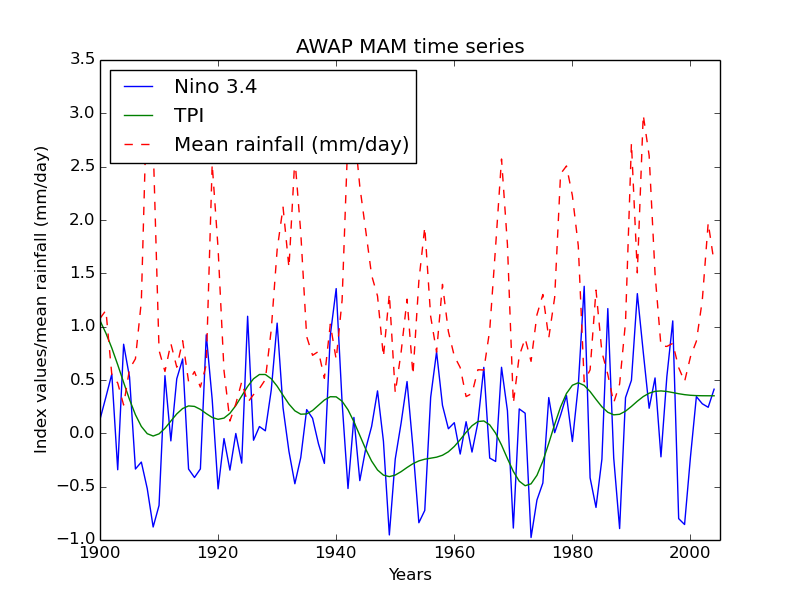 AWAP MAM time series
Nino 3.4
TPI
Mean rainfall (mm/day)
Index values/mean rainfall (mm/day)
3.5
3.0
2.5
2.0
1.5
1.0
0.5
0.0
−0.5
−1.0
1900 1920 1940 1960 1980 2000
Years